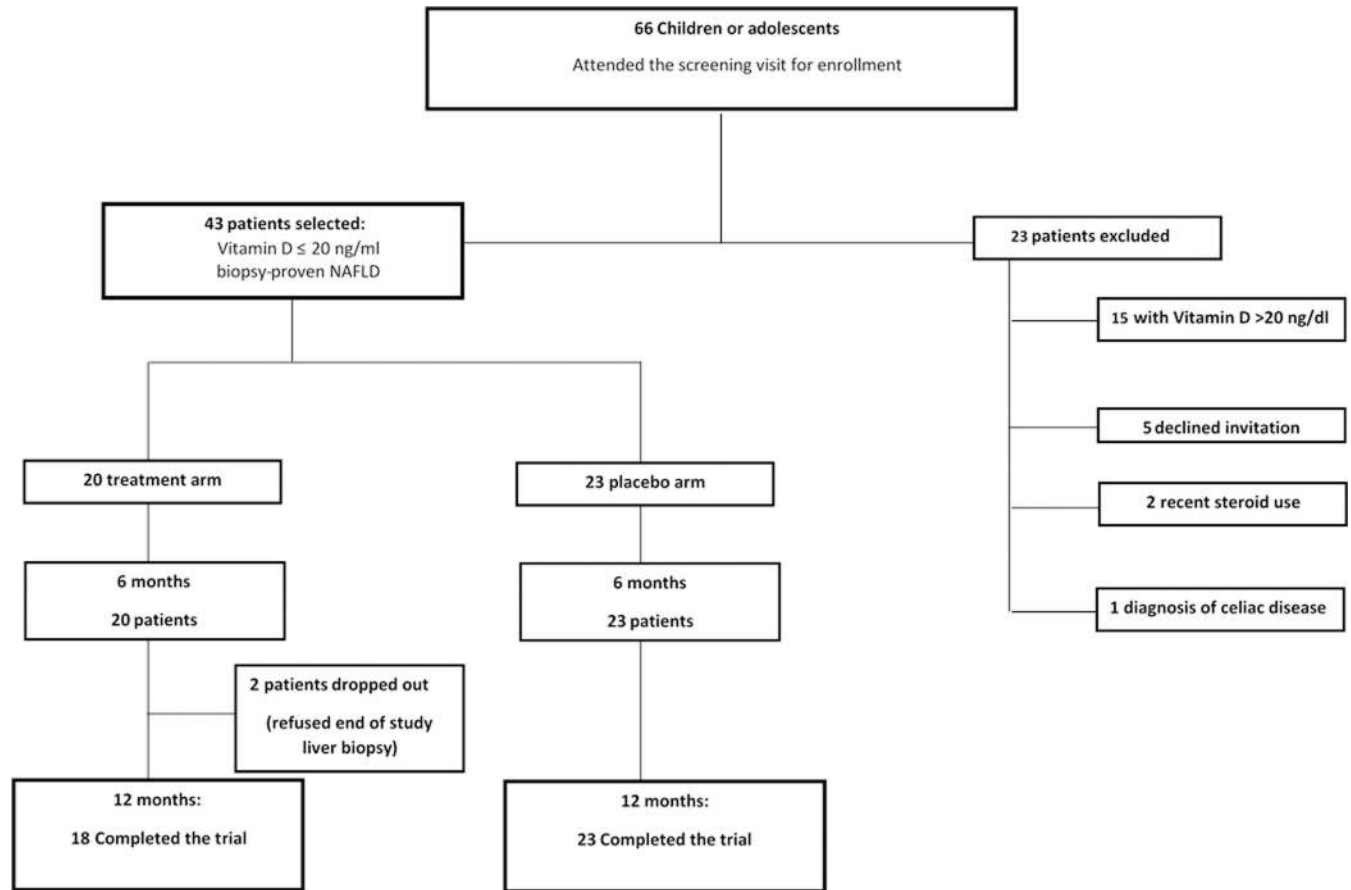 66 Children or adolescents
Attended the screening visit for enrollment
43 patients selected:
Vitamin D ≤ 20 ng/ml
biopsy-proven NAFLD
23 patients excluded
15 with Vitamin D >20 ng/dl
5 declined invitation
2 recent steroid use
1 diagnosis of celiac disease
20 treatment arm
23 placebo arm
6 months
20 patients
6 months
23 patients
2 patients dropped out
(refused end of study
liver biopsy)
12 months:
18 Completed the trial
12 months:
23 Completed the trial